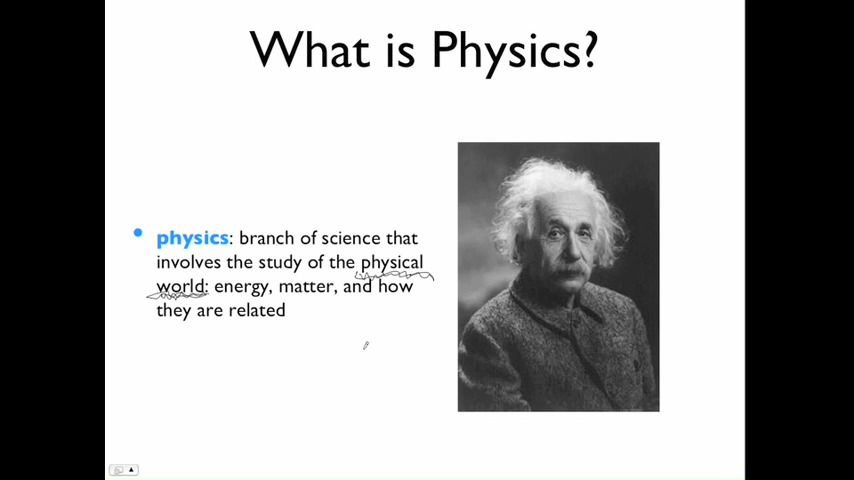 What is Physics?
• physics: branch of science that
involves the study of the physical
world: energy, matter, and how
they are related